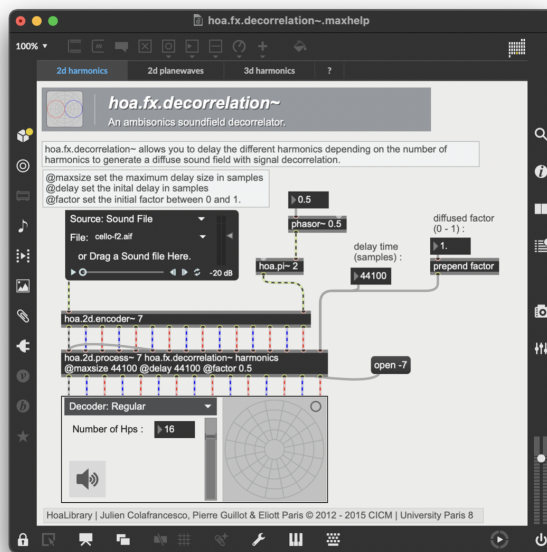 hoa.fx.decorrelation~.maxhelp
100% ▼
2d harmonics
2d planewaves
3d harmonics
?
hoa.fx.decorrelation~
An ambisonics soundfield decorrelator.
hoa.fx.decorrelation~ allows you to delay the different harmonics depending on the number of
harmonics to generate a diffuse sound field with signal decorrelation.
@maxsize set the maximum delay size in samples
@delay set the inital delay in samples
@factor set the initial factor between 0 and 1.
0.5
Source: Sound File
phasor~ 0.5
diffused factor
(0 - 1) :
File: cello-f2.aif
1.
delay time
(samples) :
or Drag a Sound file Here.
hoa.pi~ 2
prepend factor
-20 dB
44100
hoa.2d.encoder~ 7
hoa.2d.process~ 7 hoa.fx.decorrelation~ harmonics
@maxsize 44100 @delay 44100 @factor 0.5
open -7
Decoder: Regular
Number of Hps :
16
HoaLibrary | Julien Colafrancesco, Pierre Guillot & Eliott Paris © 2012 - 2015 CICM | University Paris 8